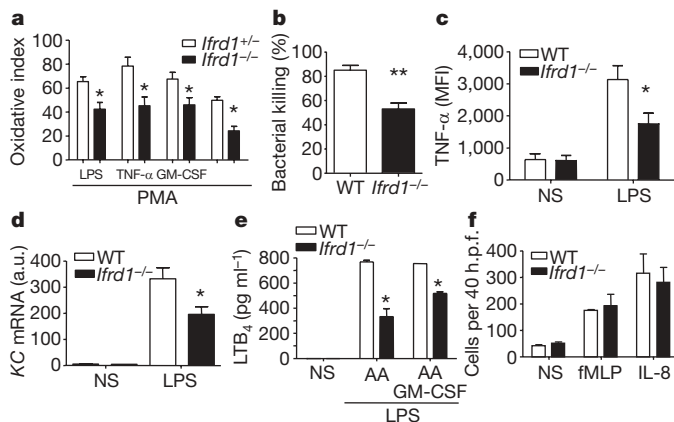 a
Ifrd1+/−
Ifrd1−/−
Oxidative index
100
80
60
40
20
0
LPS TNF-α GM-CSF
PMA
* * * *
b
Bacterial killing (%)
100
80
60
40
20
0
**
WT Ifrd1−/−
c
WT
Ifrd1−/−
TNF-α (MFI)
4,000
3,000
2,000
1,000
0
*
NS LPS
d
WT
Ifrd1−/−
KC mRNA (a.u.)
400
300
200
100
0
*
NS LPS
e
WT
Ifrd1−/−
LTB4 (pg ml−1)
800
600
400
200
0
* *
NS AA AA
GM-CSF
LPS
f
WT
Ifrd1−/−
Cells per 40 h.p.f.
400
300
200
100
0
NS fMLP IL-8